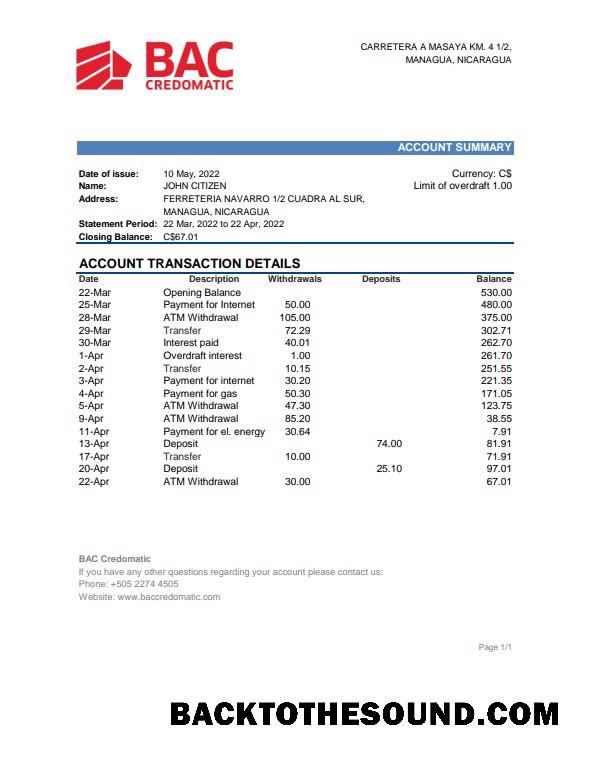 BAC
CREDOMATIC
CARRETERA A MASAYA KM. 4 1/2,
MANAGUA, NICARAGUA
ACCOUNT SUMMARY
Date of issue: 10 May, 2022 Currency: C$
Name: JOHN CITIZEN Limit of overdraft 1.00
Address: FERRETERIA NAVARRO 1/2 CUADRA AL SUR,
MANAGUA, NICARAGUA
Statement Period: 22 Mar, 2022 to 22 Apr, 2022
Closing Balance: C$67.01
ACCOUNT TRANSACTION DETAILS
Date Description Withdrawals Deposits Balance
22-Mar Opening Balance 530.00
25-Mar Payment for Internet 50.00 480.00
28-Mar ATM Withdrawal 105.00 375.00
29-Mar Transfer 72.29 302.71
30-Mar Interest paid 40.01 262.70
1-Apr Overdraft interest 1.00 261.70
2-Apr Transfer 10.15 251.55
3-Apr Payment for internet 30.20 221.35
4-Apr Payment for gas 50.30 171.05
5-Apr ATM Withdrawal 47.30 123.75
9-Apr ATM Withdrawal 85.20 38.55
11-Apr Payment for el. energy 30.64 7.91
13-Apr Deposit 74.00 81.91
17-Apr Transfer 10.00 71.91
20-Apr Deposit 25.10 97.01
22-Apr ATM Withdrawal 30.00 67.01
BAC Credomatic
If you have any other questions regarding your account please contact us:
Phone: +505 2274 4505
Website: www.baccredomatic.com
Page 1/1
BACKTOTHESOUND.COM